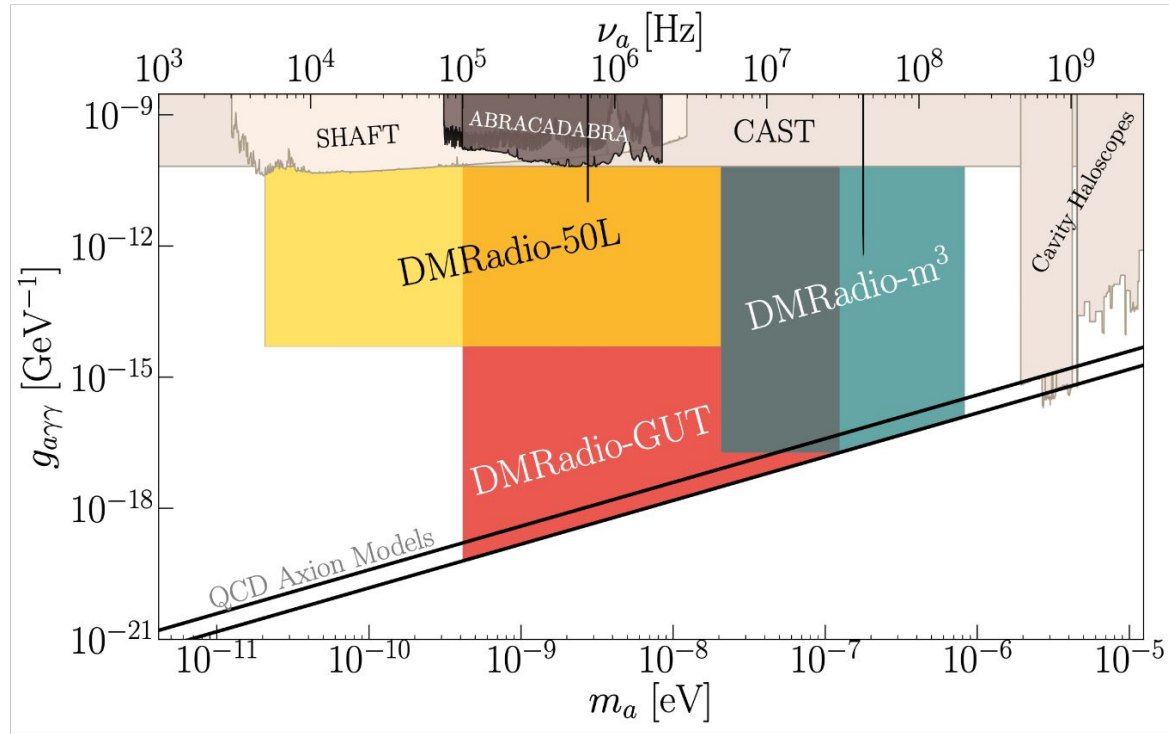 ν_a [Hz]
10^3 10^4 10^5 10^6 10^7 10^8 10^9
10^−9
10^−12
10^−15
10^−18
10^−21
g_aγγ [GeV^−1]
SHAFT
ABRACADABRA
CAST
Cavity Haloscopes
DMRadio-50L
DMRadio-m^3
DMRadio-GUT
QCD Axion Models
10^−11 10^−10 10^−9 10^−8 10^−7 10^−6 10^−5
m_a [eV]